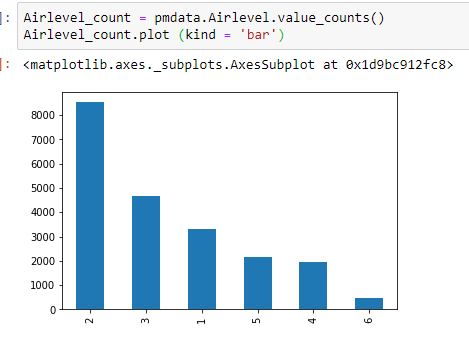 ]: Airlevel_count = pmdata.Airlevel.value_counts()
Airlevel_count.plot (kind = 'bar')
]: <matplotlib.axes._subplots.AxesSubplot at 0x1d9bc912fc8>
8000
7000
6000
5000
4000
3000
2000
1000
0
2 3 1 5 4 6